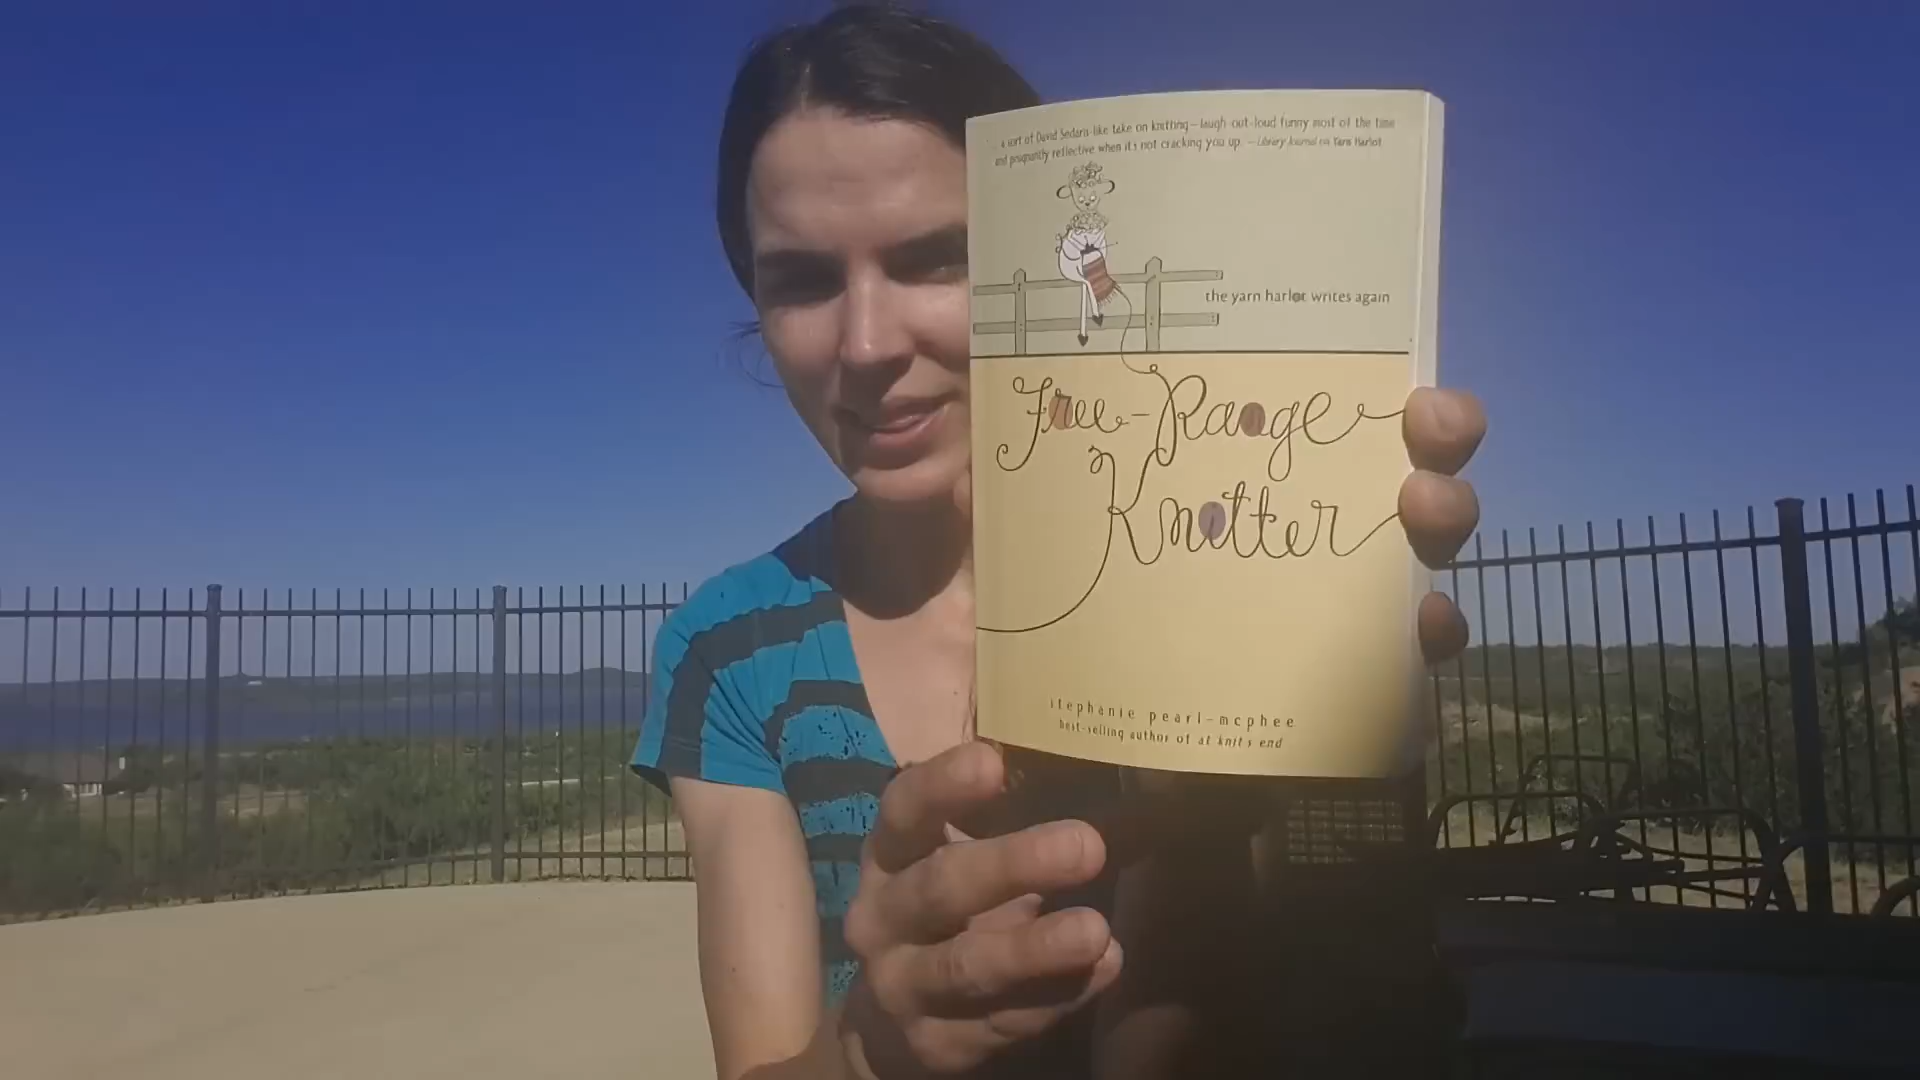 a sort of David Sedaris-like take on knitting—laugh-out-loud funny most of the time
and poignantly reflective when it's not cracking you up. —Library Journal on Yarn Harlot
the yarn harlot writes again
Free-Range
Knitter
stephanie pearl-mcphee
best-selling author of at knit's end